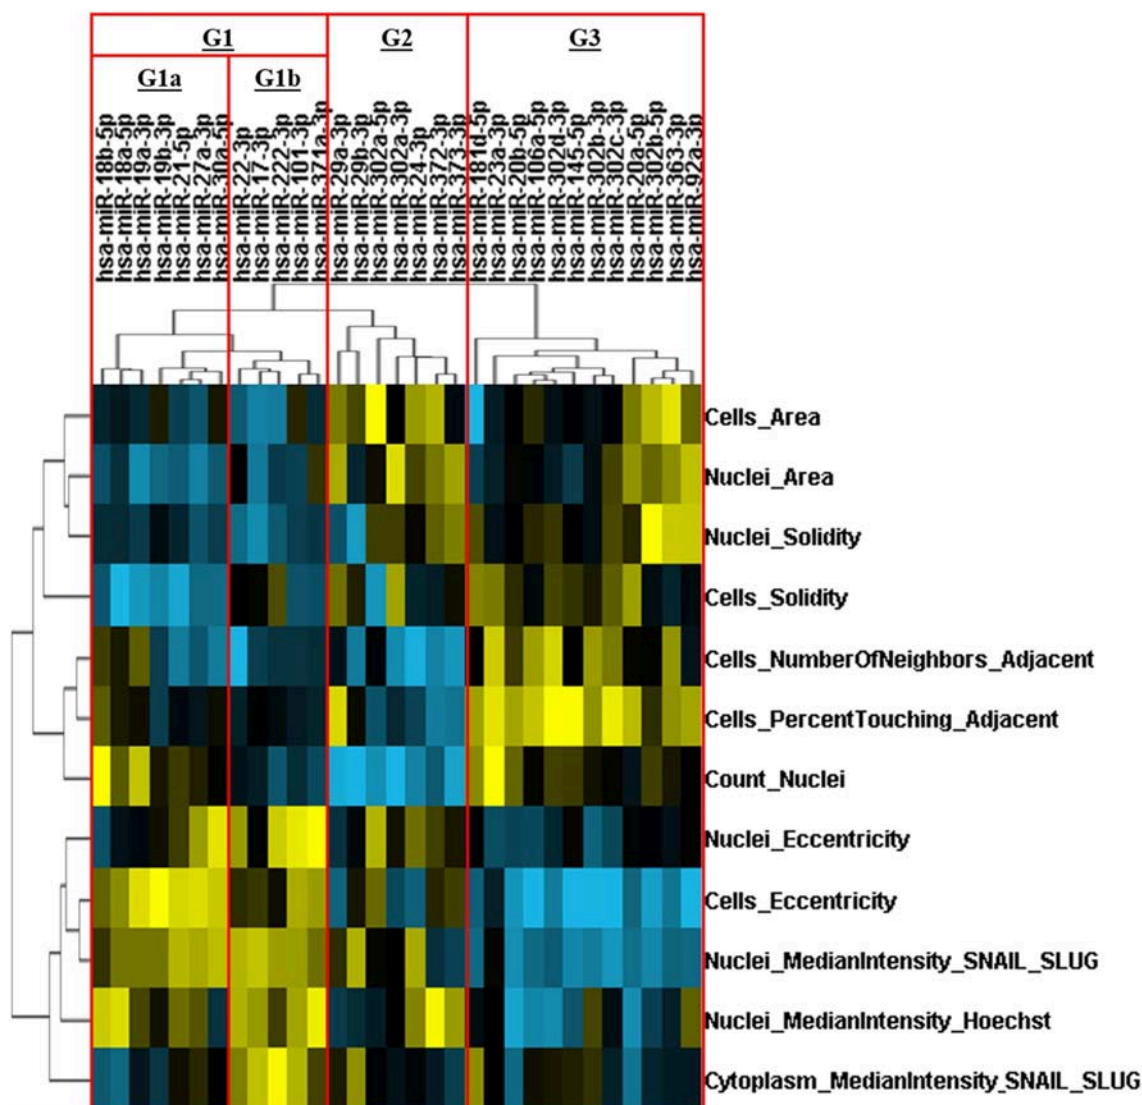 G1
G2
G3
G1a
G1b
hsa-miR-18b-5p
hsa-miR-18a-5p
hsa-miR-19a-3p
hsa-miR-19b-3p
hsa-miR-21-5p
hsa-miR-27a-3p
hsa-miR-30a-5p
hsa-miR-22-3p
hsa-miR-17-3p
hsa-miR-222-3p
hsa-miR-101-3p
hsa-miR-371a-3p
hsa-miR-29a-3p
hsa-miR-29b-3p
hsa-miR-302a-5p
hsa-miR-302a-3p
hsa-miR-24-3p
hsa-miR-372-3p
hsa-miR-373-3p
hsa-miR-181d-5p
hsa-miR-23a-3p
hsa-miR-20b-5p
hsa-miR-106a-5p
hsa-miR-302d-3p
hsa-miR-145-5p
hsa-miR-302b-3p
hsa-miR-302c-3p
hsa-miR-20a-5p
hsa-miR-302b-5p
hsa-miR-363-3p
hsa-miR-92a-3p
Cells_Area
Nuclei_Area
Nuclei_Solidity
Cells_Solidity
Cells_NumberOfNeighbors_Adjacent
Cells_PercentTouching_Adjacent
Count_Nuclei
Nuclei_Eccentricity
Cells_Eccentricity
Nuclei_MedianIntensity_SNAIL_SLUG
Nuclei_MedianIntensity_Hoechst
Cytoplasm_MedianIntensity_SNAIL_SLUG